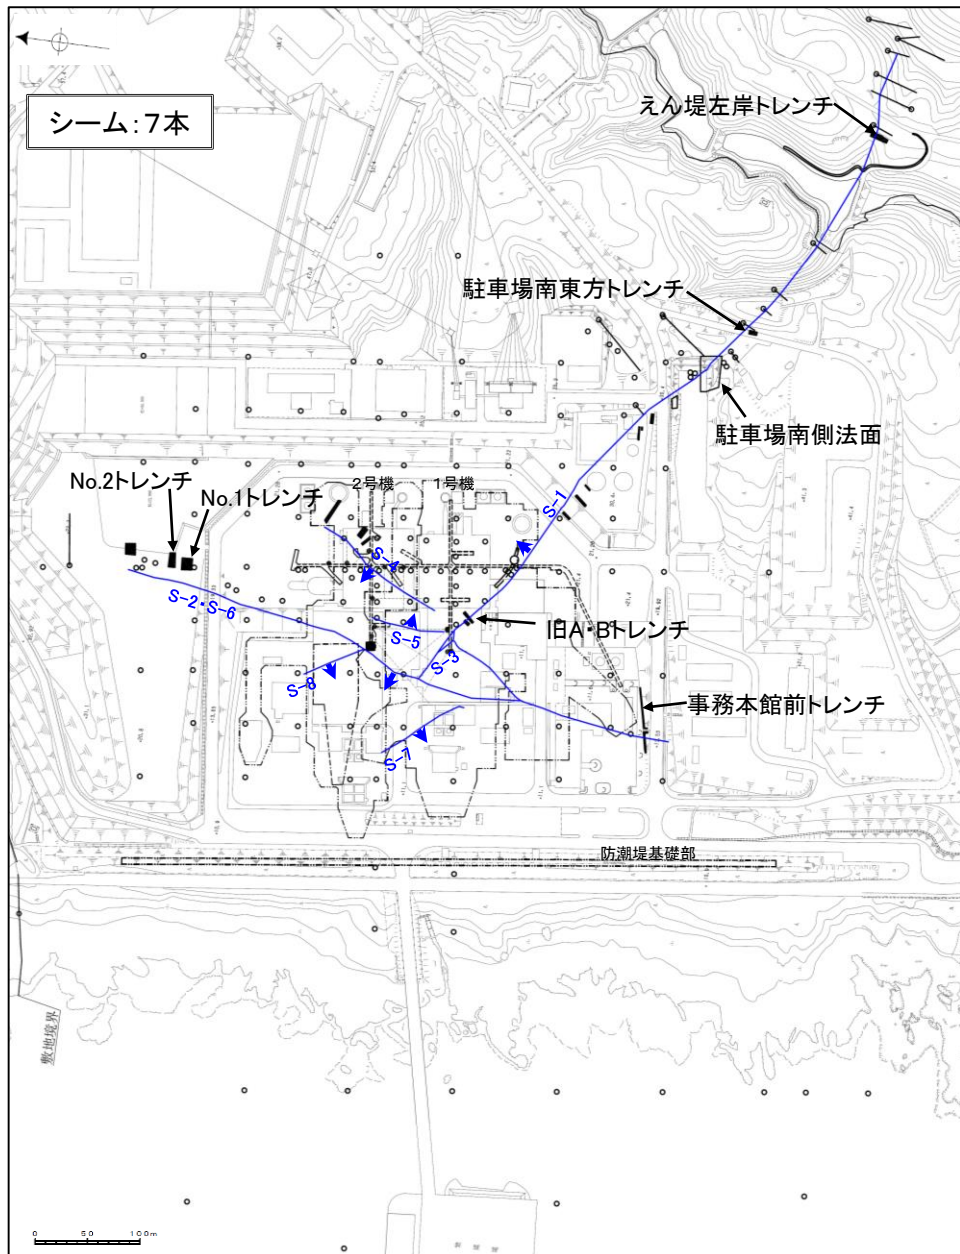 シーム:7本
えん堤左岸トレンチ
駐車場南東方トレンチ
駐車場南側法面
No.2トレンチ
No.1トレンチ
2号機
1号機
S-1
S-4
S-2・S-6
S-5
旧A・Bトレンチ
S-3
S-8
事務本館前トレンチ
S-7
防潮堤基礎部
敷地境界
0 50 100m